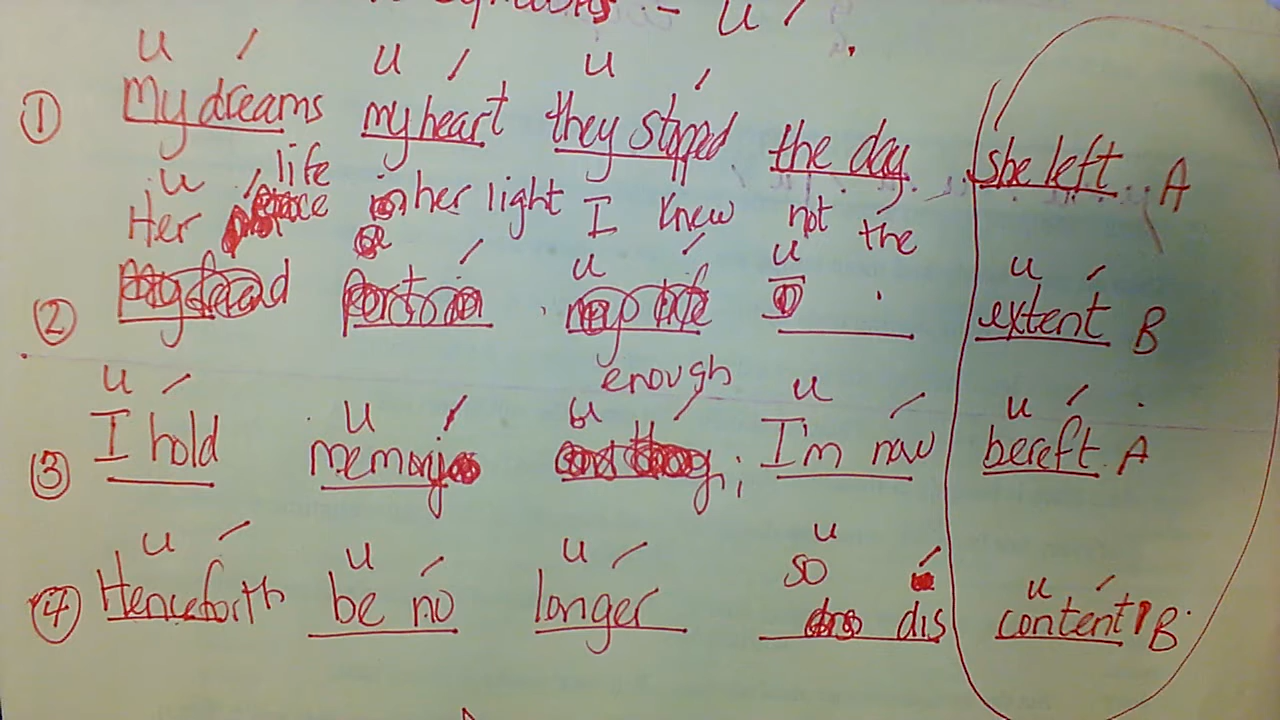 - u /
u / u / u /
① My dreams my heart they stopped the day she left A
u / life
Her her light I knew not the
/ u / u u /
② extent B
enough
u / u / u / u / u /
③ I hold memory ; I'm now bereft A
u / u / u / u / u /
④ Henceforth be no longer so dis content B